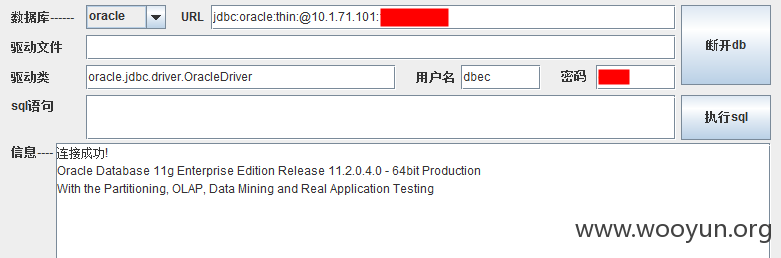 数据库------ oracle URL jdbc:oracle:thin:@10.1.71.101: 断开db
驱动文件
驱动类 oracle.jdbc.driver.OracleDriver 用户名 dbec 密码
sql语句 执行sql
信息---- 连接成功!
Oracle Database 11g Enterprise Edition Release 11.2.0.4.0 - 64bit Production
With the Partitioning, OLAP, Data Mining and Real Application Testing
www.wooyun.org